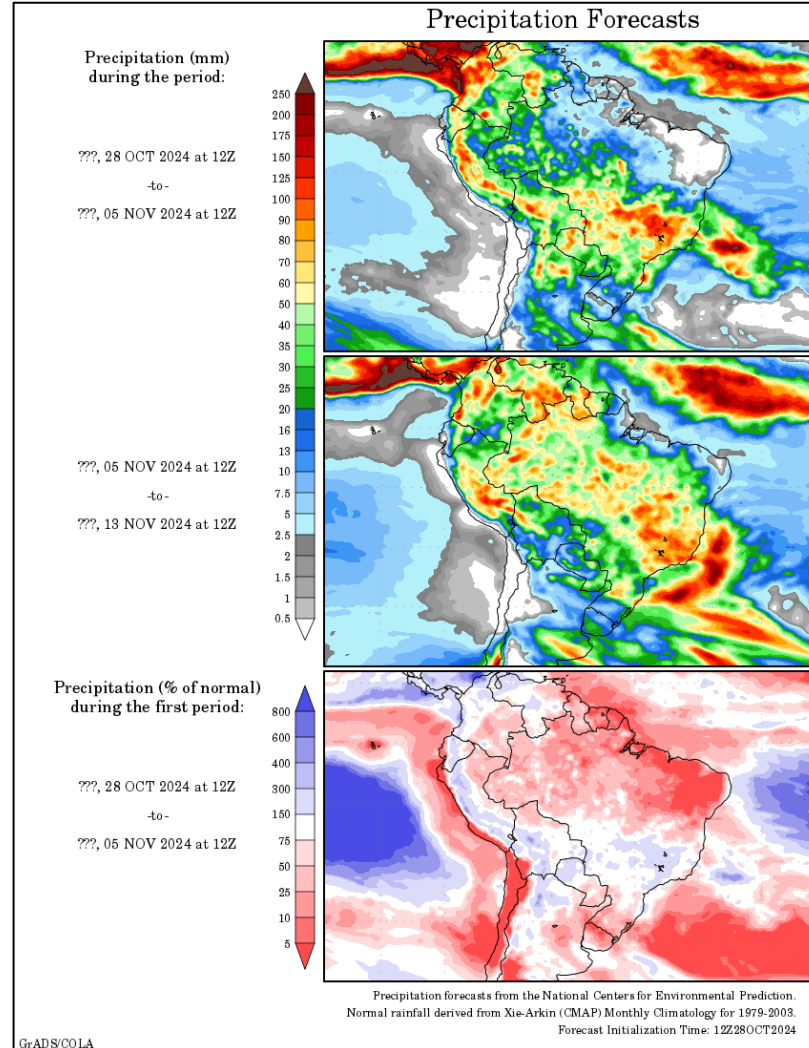 Precipitation Forecasts
Precipitation (mm)
during the period:
???, 28 OCT 2024 at 12Z
-to-
???, 05 NOV 2024 at 12Z
250
200
175
150
125
100
90
80
70
60
50
40
35
30
25
20
16
13
10
7.5
5
2.5
2
1.5
1
0.5
???, 05 NOV 2024 at 12Z
-to-
???, 13 NOV 2024 at 12Z
Precipitation (% of normal)
during the first period:
???, 28 OCT 2024 at 12Z
-to-
???, 05 NOV 2024 at 12Z
800
600
400
300
150
75
50
25
10
5
Precipitation forecasts from the National Centers for Environmental Prediction.
Normal rainfall derived from Xie-Arkin (CMAP) Monthly Climatology for 1979-2003.
Forecast Initialization Time: 12Z28OCT2024
GrADS/COLA